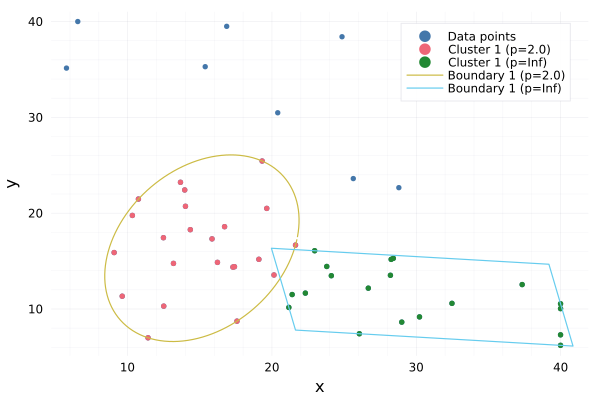 40
30
20
10
y
10
20
30
40
x
Data points
Cluster 1 (p=2.0)
Cluster 1 (p=Inf)
Boundary 1 (p=2.0)
Boundary 1 (p=Inf)